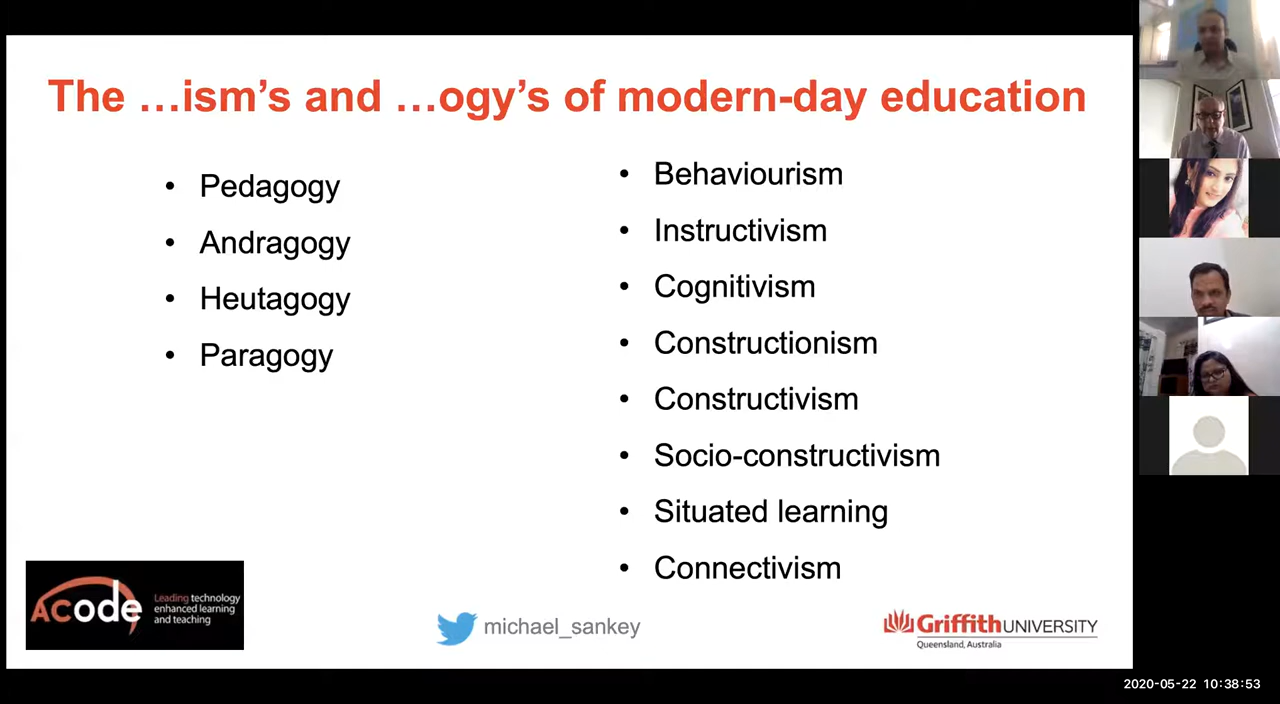 The …ism’s and …ogy’s of modern-day education
• Pedagogy
• Andragogy
• Heutagogy
• Paragogy
• Behaviourism
• Instructivism
• Cognitivism
• Constructionism
• Constructivism
• Socio-constructivism
• Situated learning
• Connectivism
ACode
Leading technology
enhanced learning
and teaching
michael_sankey
Griffith UNIVERSITY
Queensland, Australia
2020-05-22 10:38:53